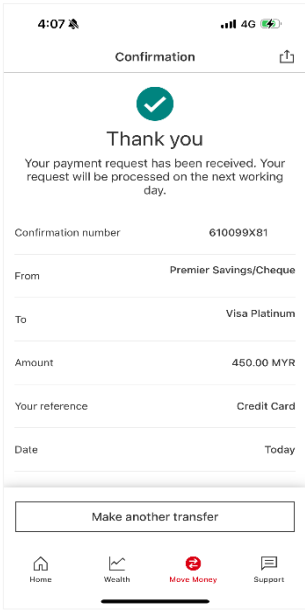 4:07 4G
Confirmation
Thank you
Your payment request has been received. Your
request will be processed on the next working
day.
Confirmation number 610099X81
From Premier Savings/Cheque
To Visa Platinum
Amount 450.00 MYR
Your reference Credit Card
Date Today
Make another transfer
Home Wealth Move Money Support